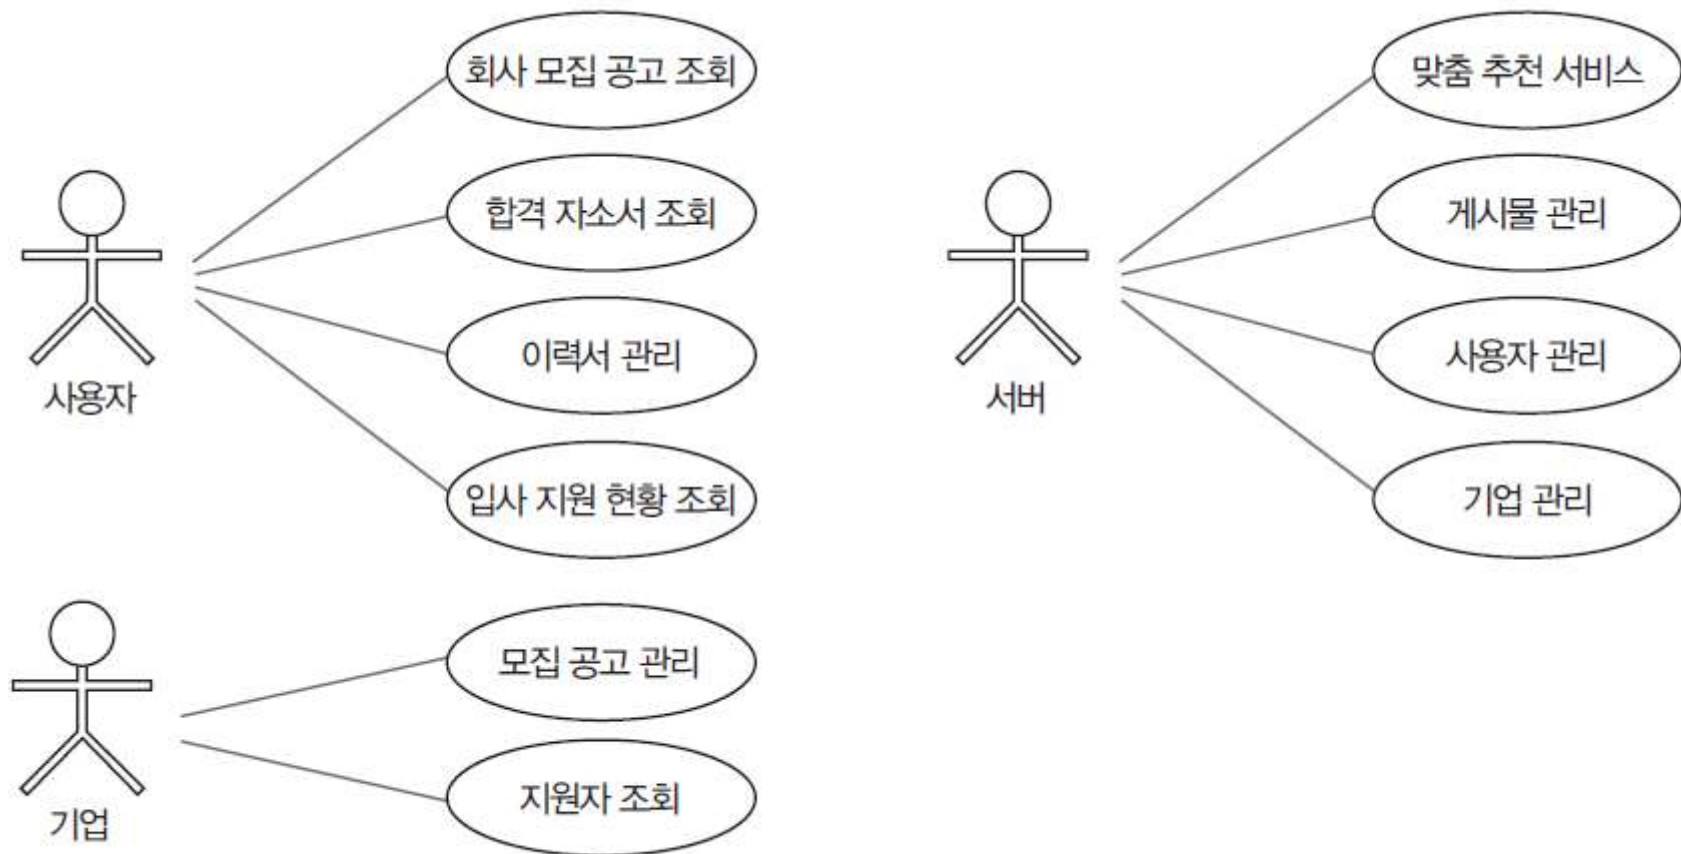 회사 모집 공고 조회
합격 자소서 조회
이력서 관리
입사 지원 현황 조회
사용자
모집 공고 관리
지원자 조회
기업
맞춤 추천 서비스
게시물 관리
사용자 관리
기업 관리
서버